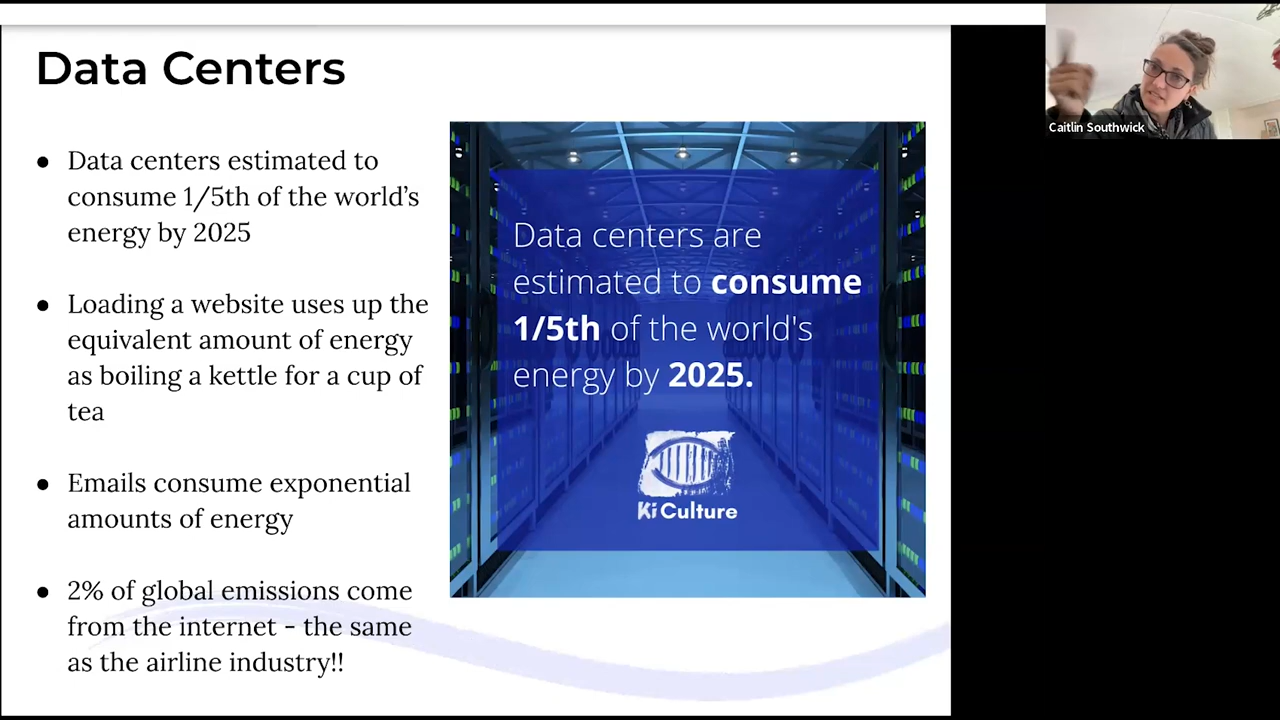 Data Centers
● Data centers estimated to
consume 1/5th of the world’s
energy by 2025
● Loading a website uses up the
equivalent amount of energy
as boiling a kettle for a cup of
tea
● Emails consume exponential
amounts of energy
● 2% of global emissions come
from the internet - the same
as the airline industry!!
Data centers are
estimated to consume
1/5th of the world's
energy by 2025.
Ki Culture
Caitlin Southwick